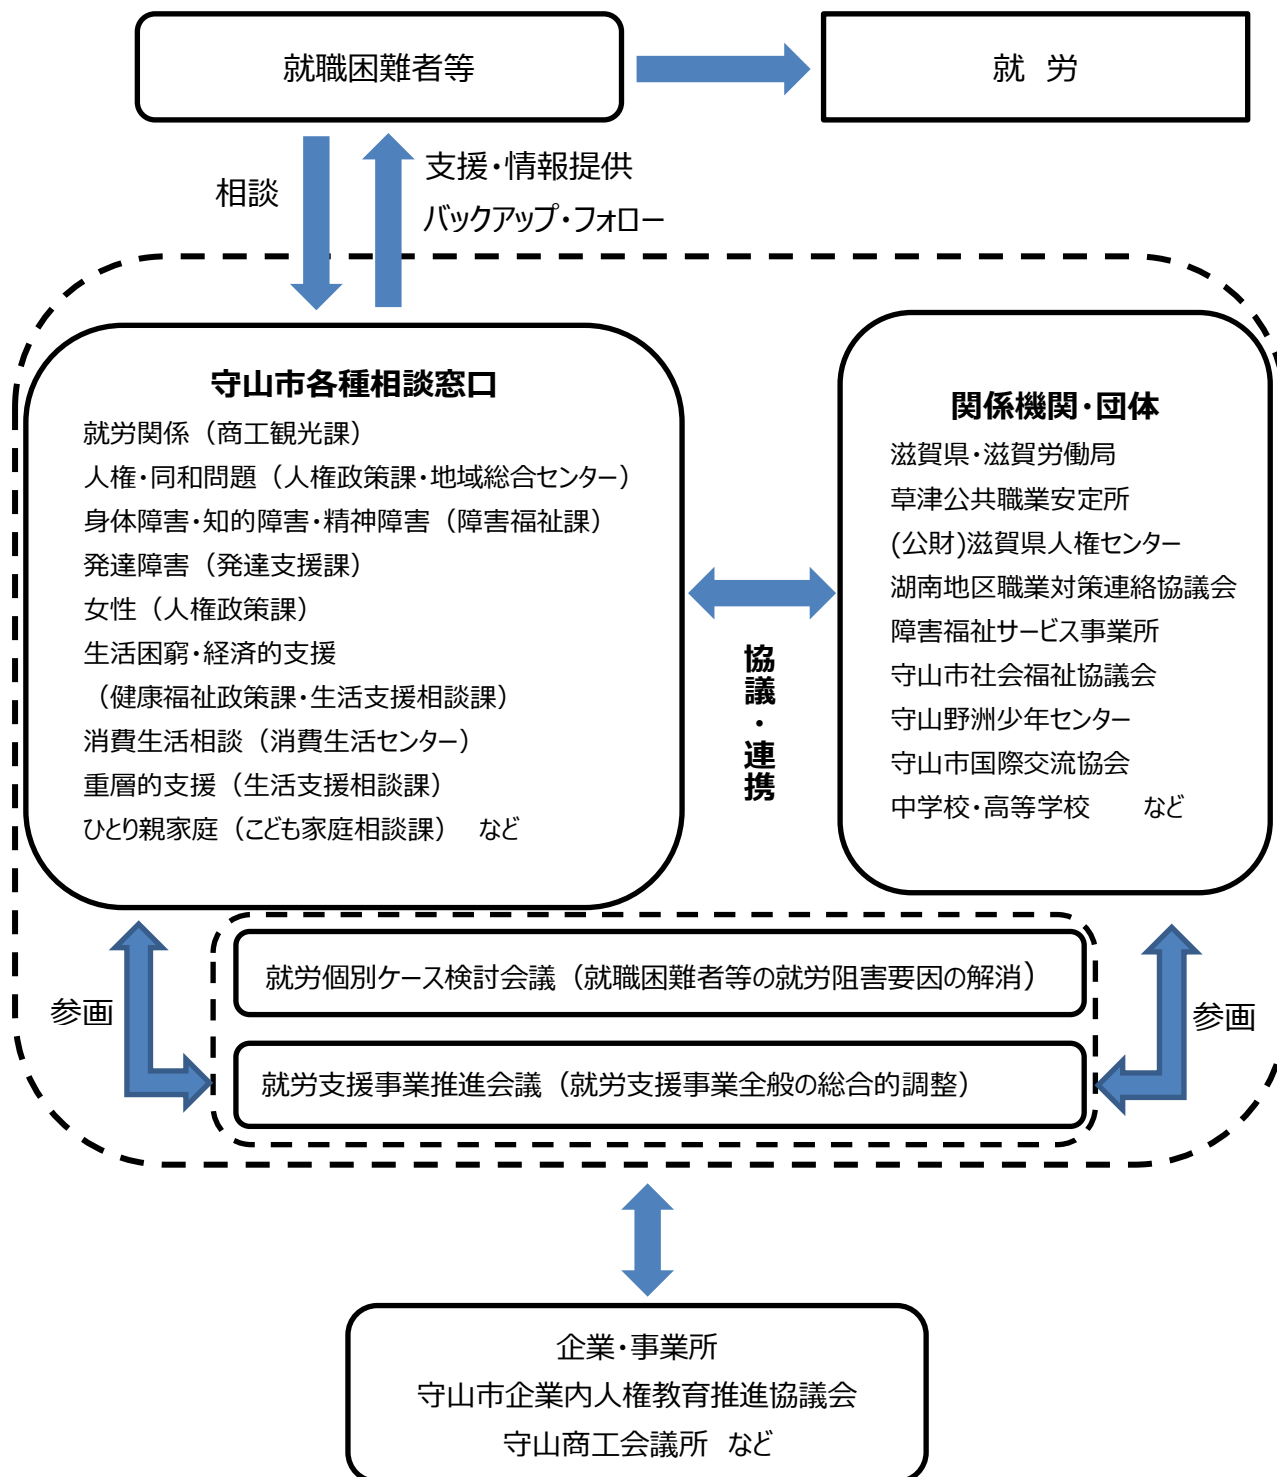 就職困難者等
就 労
相談
支援・情報提供
バックアップ・フォロー
守山市各種相談窓口
就労関係（商工観光課）
人権・同和問題（人権政策課・地域総合センター）
身体障害・知的障害・精神障害（障害福祉課）
発達障害（発達支援課）
女性（人権政策課）
生活困窮・経済的支援
（健康福祉政策課・生活支援相談課）
消費生活相談（消費生活センター）
重層的支援（生活支援相談課）
ひとり親家庭（こども家庭相談課） など
協議・連携
関係機関・団体
滋賀県・滋賀労働局
草津公共職業安定所
(公財)滋賀県人権センター
湖南地区職業対策連絡協議会
障害福祉サービス事業所
守山市社会福祉協議会
守山野洲少年センター
守山市国際交流協会
中学校・高等学校 など
参画
就労個別ケース検討会議（就職困難者等の就労阻害要因の解消）
就労支援事業推進会議（就労支援事業全般の総合的調整）
参画
企業・事業所
守山市企業内人権教育推進協議会
守山商工会議所 など